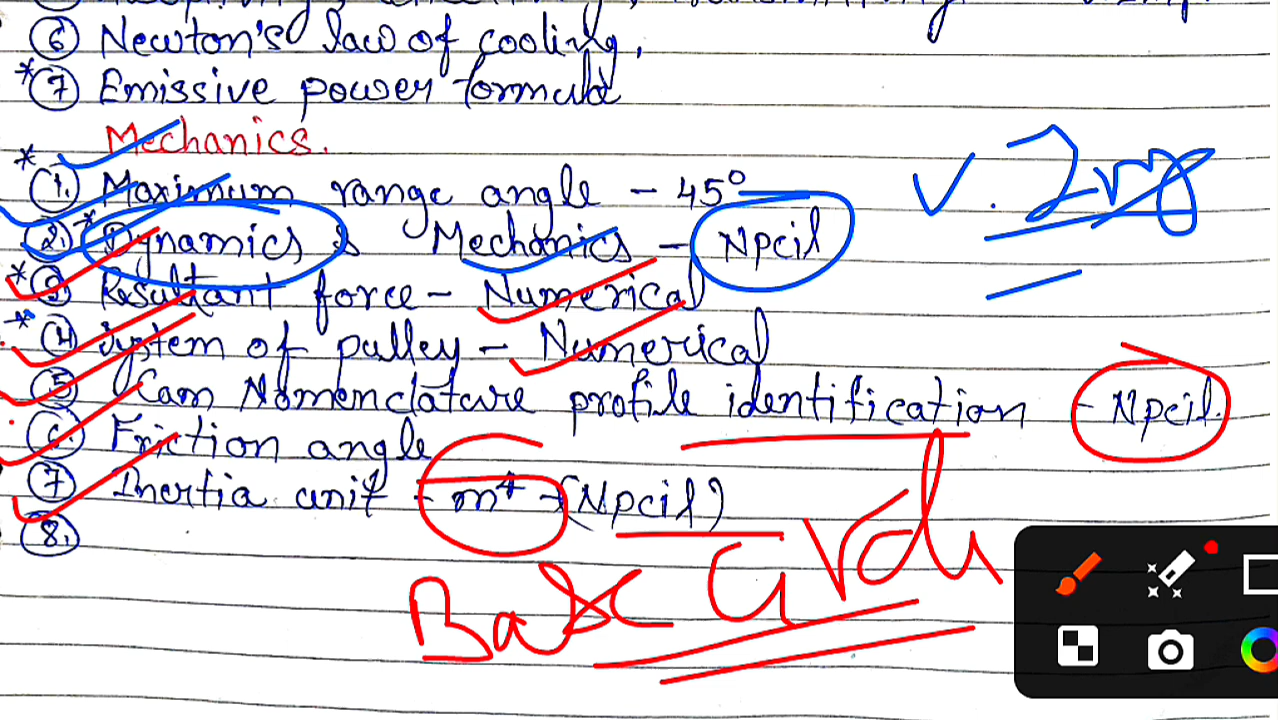 ⑥ Newton's law of cooling.
*⑦ Emissive power formula
Mechanics.
*① Maximum range angle - 45°
②* Dynamics & Mechanics - Npcil
*③ Resultant force - Numerical
*④ System of pulley - Numerical
⑤ Cam Nomenclature profile identification - Npcil.
⑥ Friction angle
⑦ Inertia unit - m⁴ - (Npcil)
⑧.